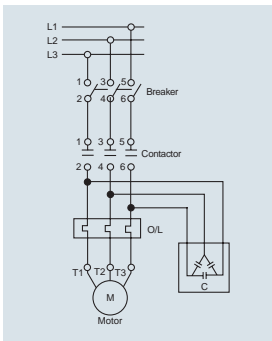 L1
L2
L3
1 3 5
2 4 6
Breaker
1 3 5
Contactor
2 4 6
O/L
T1 T2 T3
C
M
Motor